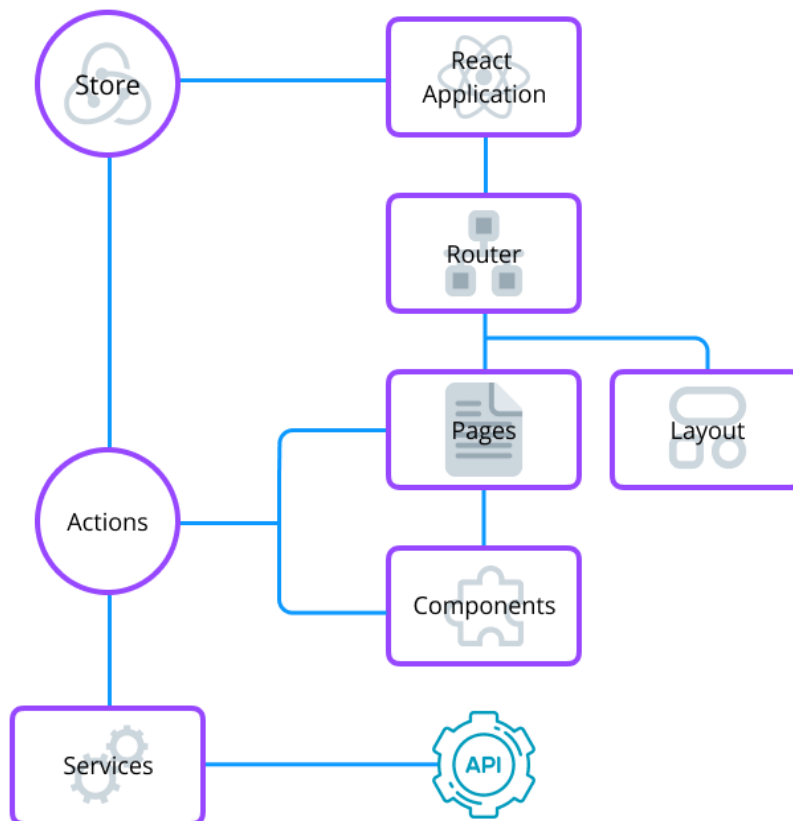 Store
React
Application
Router
Pages
Layout
Actions
Components
Services
API